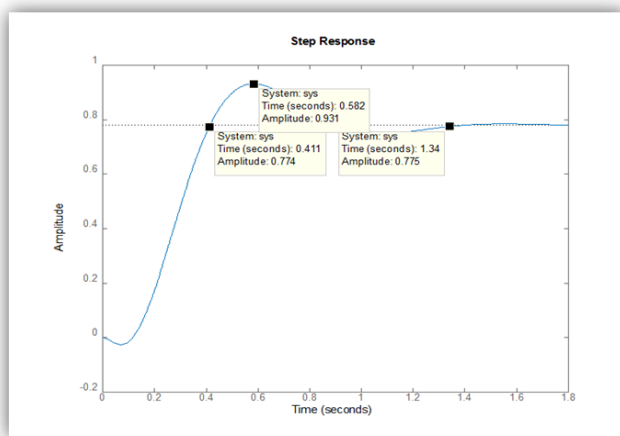 Step Response
1
0.8
0.6
0.4
0.2
0
-0.2
Amplitude
System: sys
Time (seconds): 0.582
Amplitude: 0.931
System: sys
Time (seconds): 0.411
Amplitude: 0.774
System: sys
Time (seconds): 1.34
Amplitude: 0.775
0 0.2 0.4 0.6 0.8 1 1.2 1.4 1.6 1.8
Time (seconds)